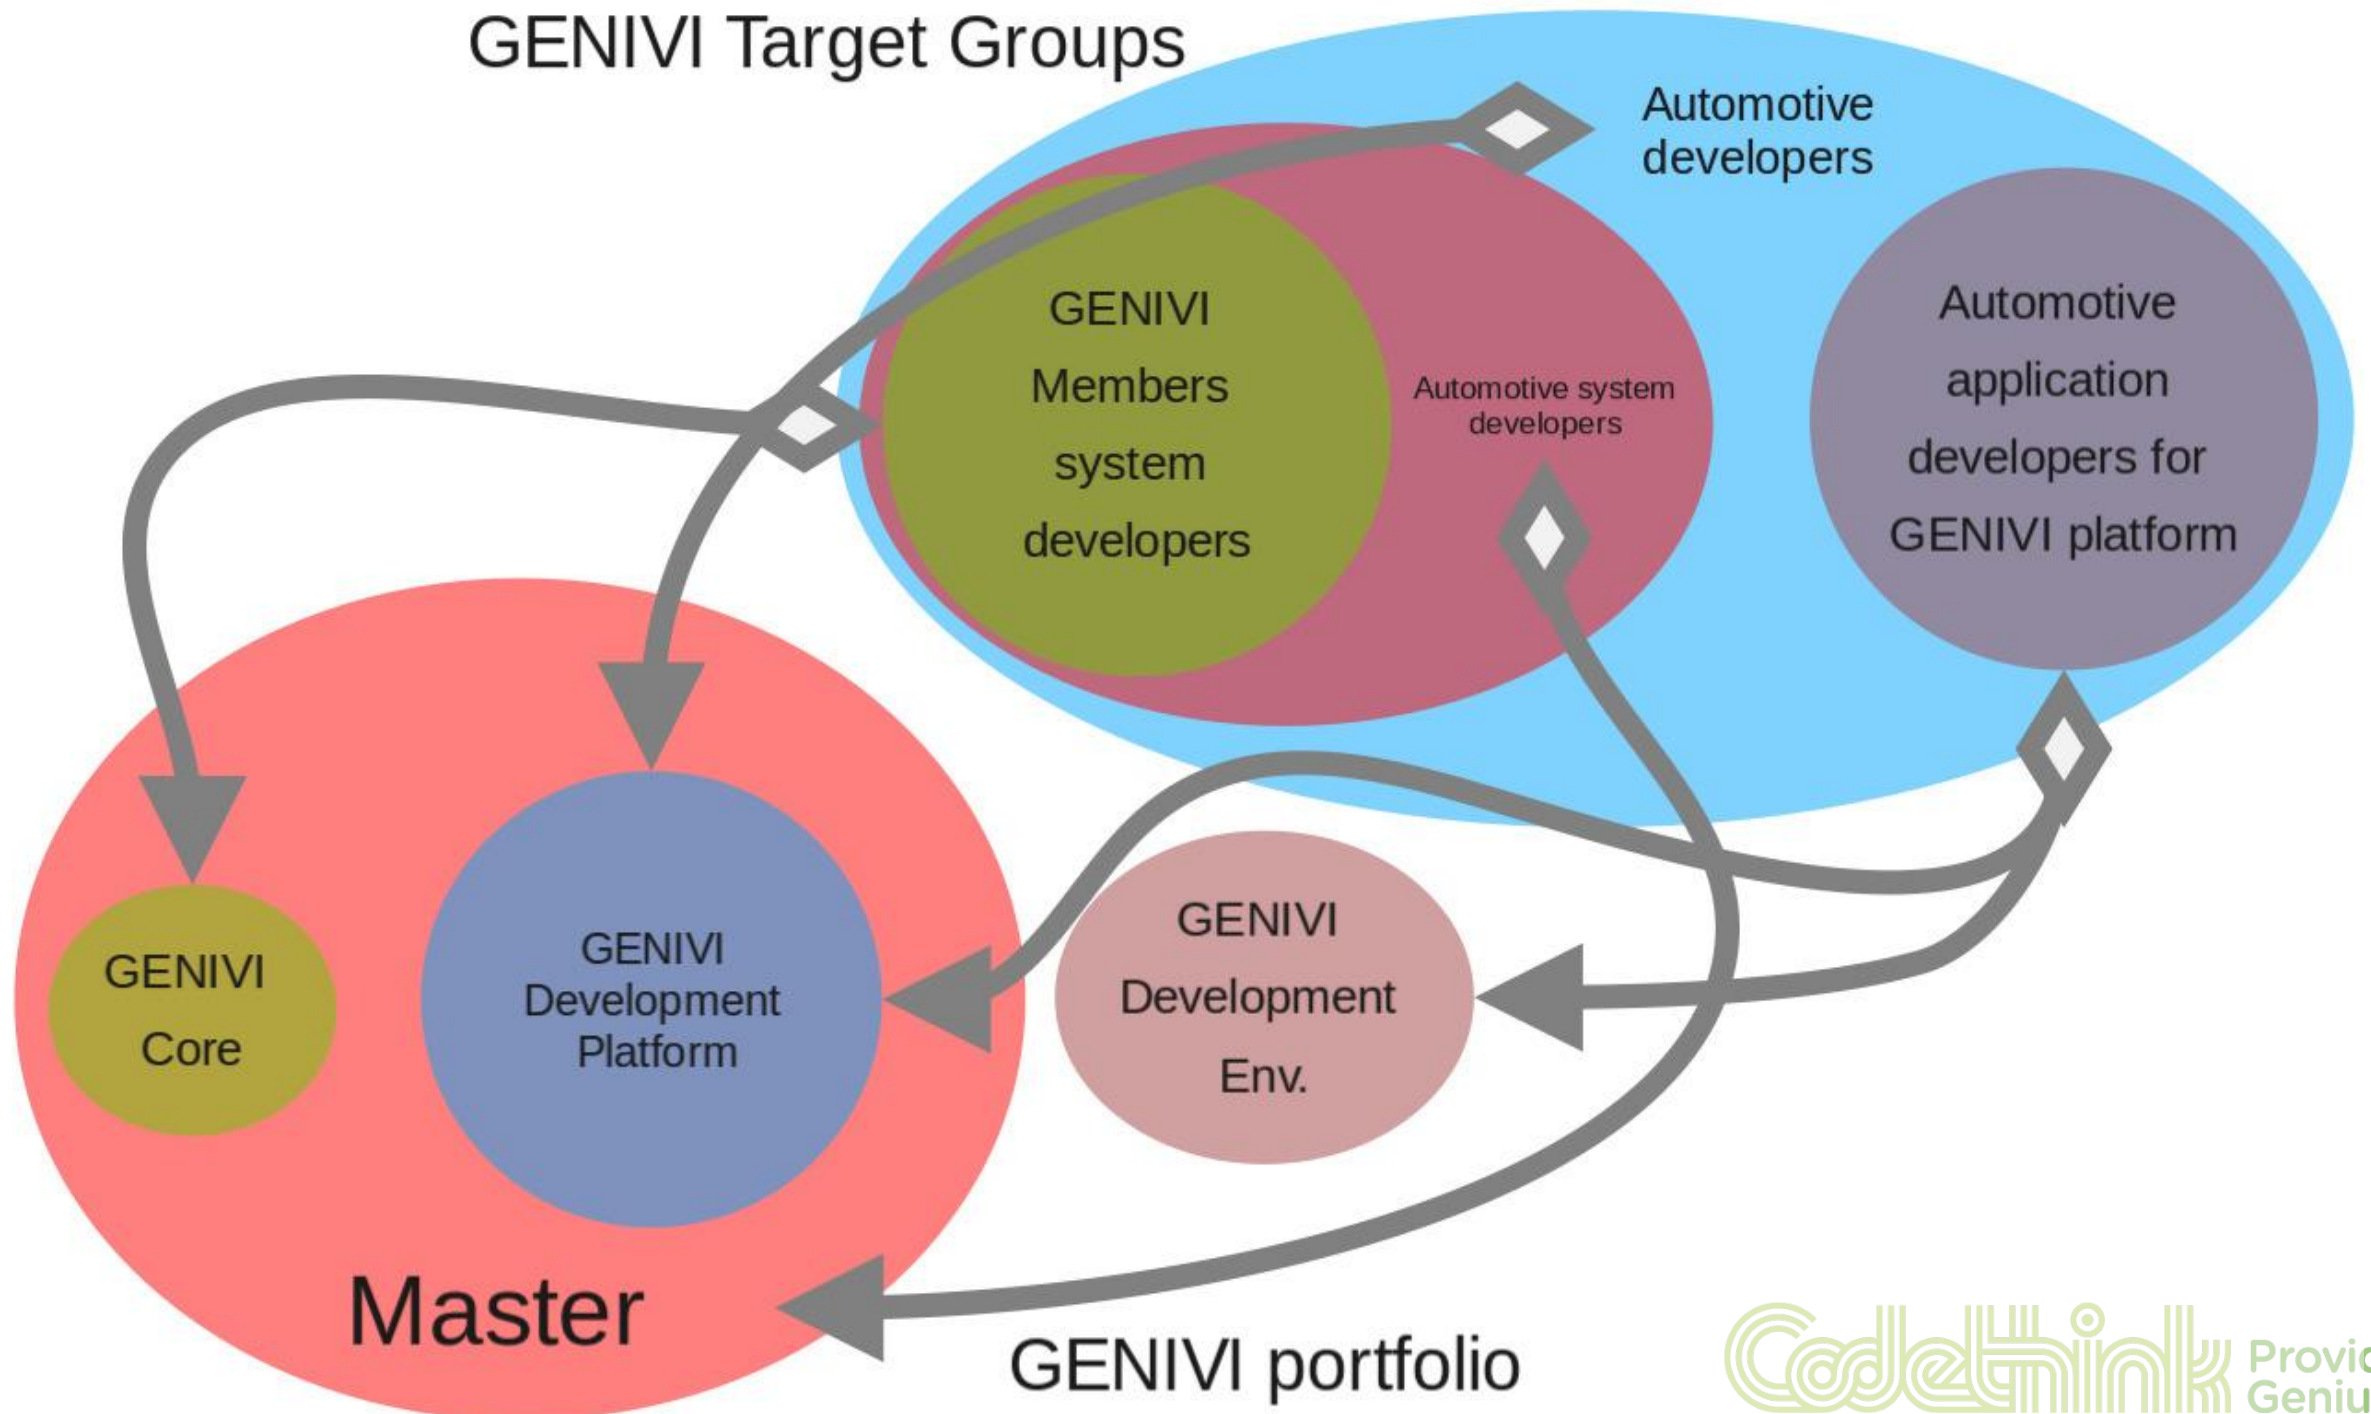 GENIVI Target Groups
Automotive
developers
GENIVI
Members
system
developers
Automotive system
developers
Automotive
application
developers for
GENIVI platform
GENIVI
Core
GENIVI
Development
Platform
GENIVI
Development
Env.
Master
GENIVI portfolio
Codethink